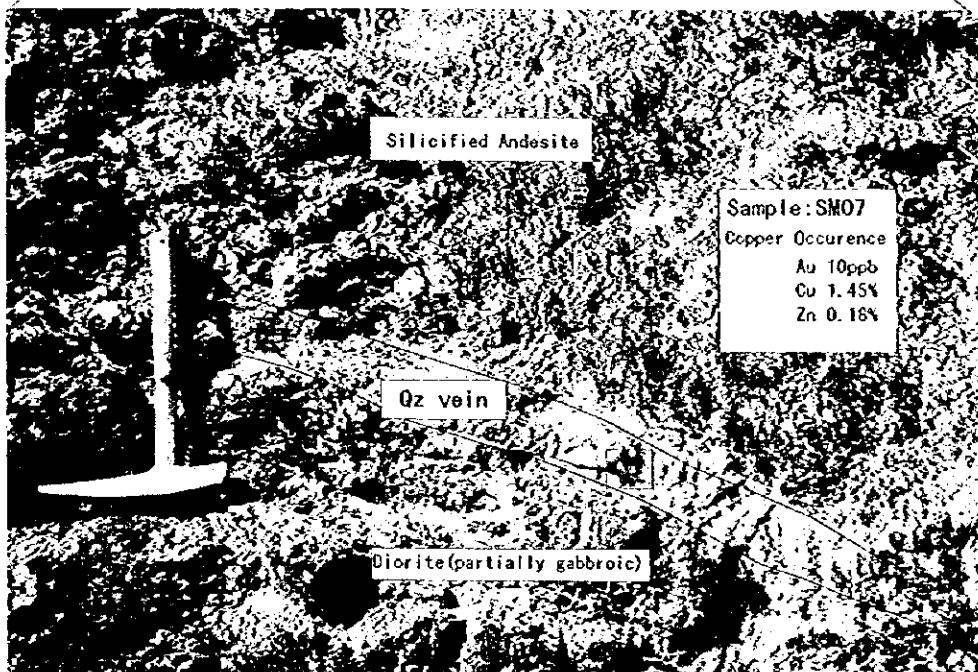 Silicified Andesite
Sample:SM07
Copper Occurence
Au 10ppb
Cu 1.45%
Zn 0.18%
Qz vein
Diorite(partially gabbroic)